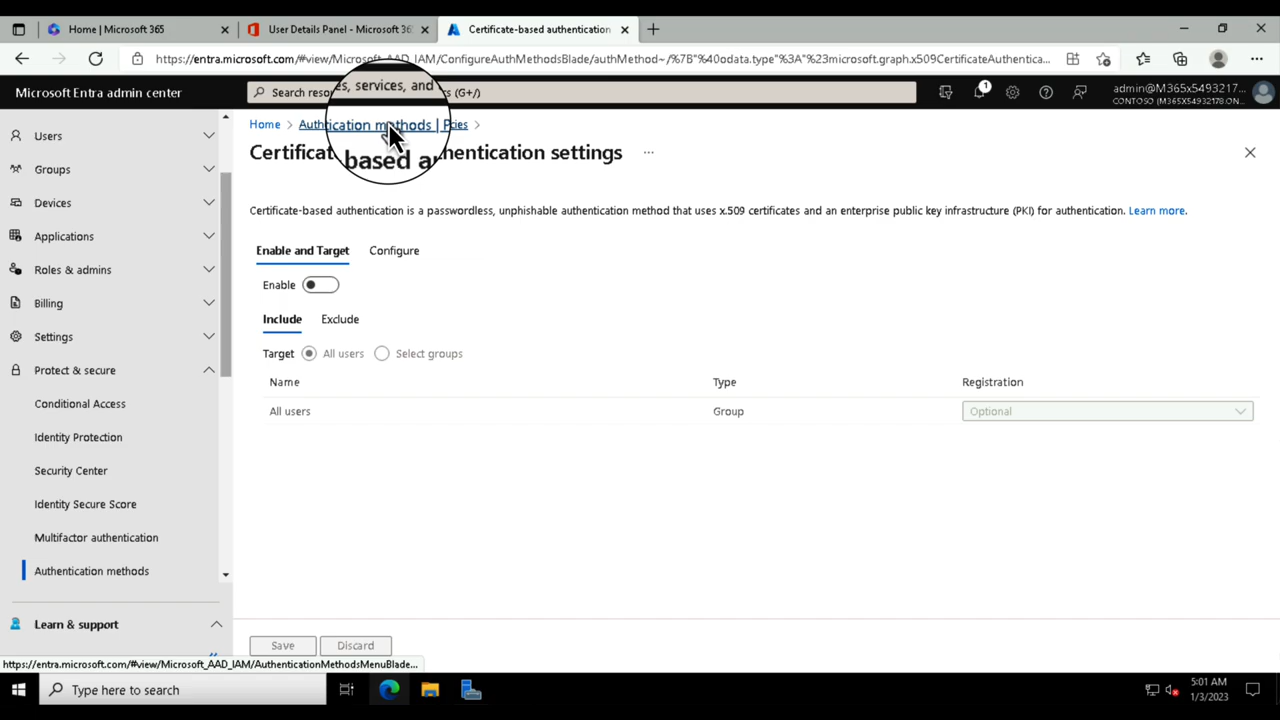 Home | Microsoft 365
User Details Panel - Microsoft 365
Certificate-based authentication
https://entra.microsoft.com/#view/Microsoft_AAD_IAM/ConfigureAuthMethodsBlade/authMethod~/%7B"%40odata.type"%3A%23microsoft.graph.x509CertificateAuthentica...
Microsoft Entra admin center
Search resources, services, and docs (G+/)
1
admin@M365x5493217...
CONTOSO (M365X54932178.ON...
Users
Groups
Devices
Applications
Roles & admins
Billing
Settings
Protect & secure
Conditional Access
Identity Protection
Security Center
Identity Secure Score
Multifactor authentication
Authentication methods
Learn & support
Home > Authentication methods | Policies >
Certificate-based authentication settings ...
Certificate-based authentication is a passwordless, unphishable authentication method that uses x.509 certificates and an enterprise public key infrastructure (PKI) for authentication. Learn more.
Enable and Target Configure
Enable
Include Exclude
Target All users Select groups
Name Type Registration
All users Group Optional
Save Discard
https://entra.microsoft.com/#view/Microsoft_AAD_IAM/AuthenticationMethodsMenuBlade...
Type here to search
5:01 AM
1/3/2023